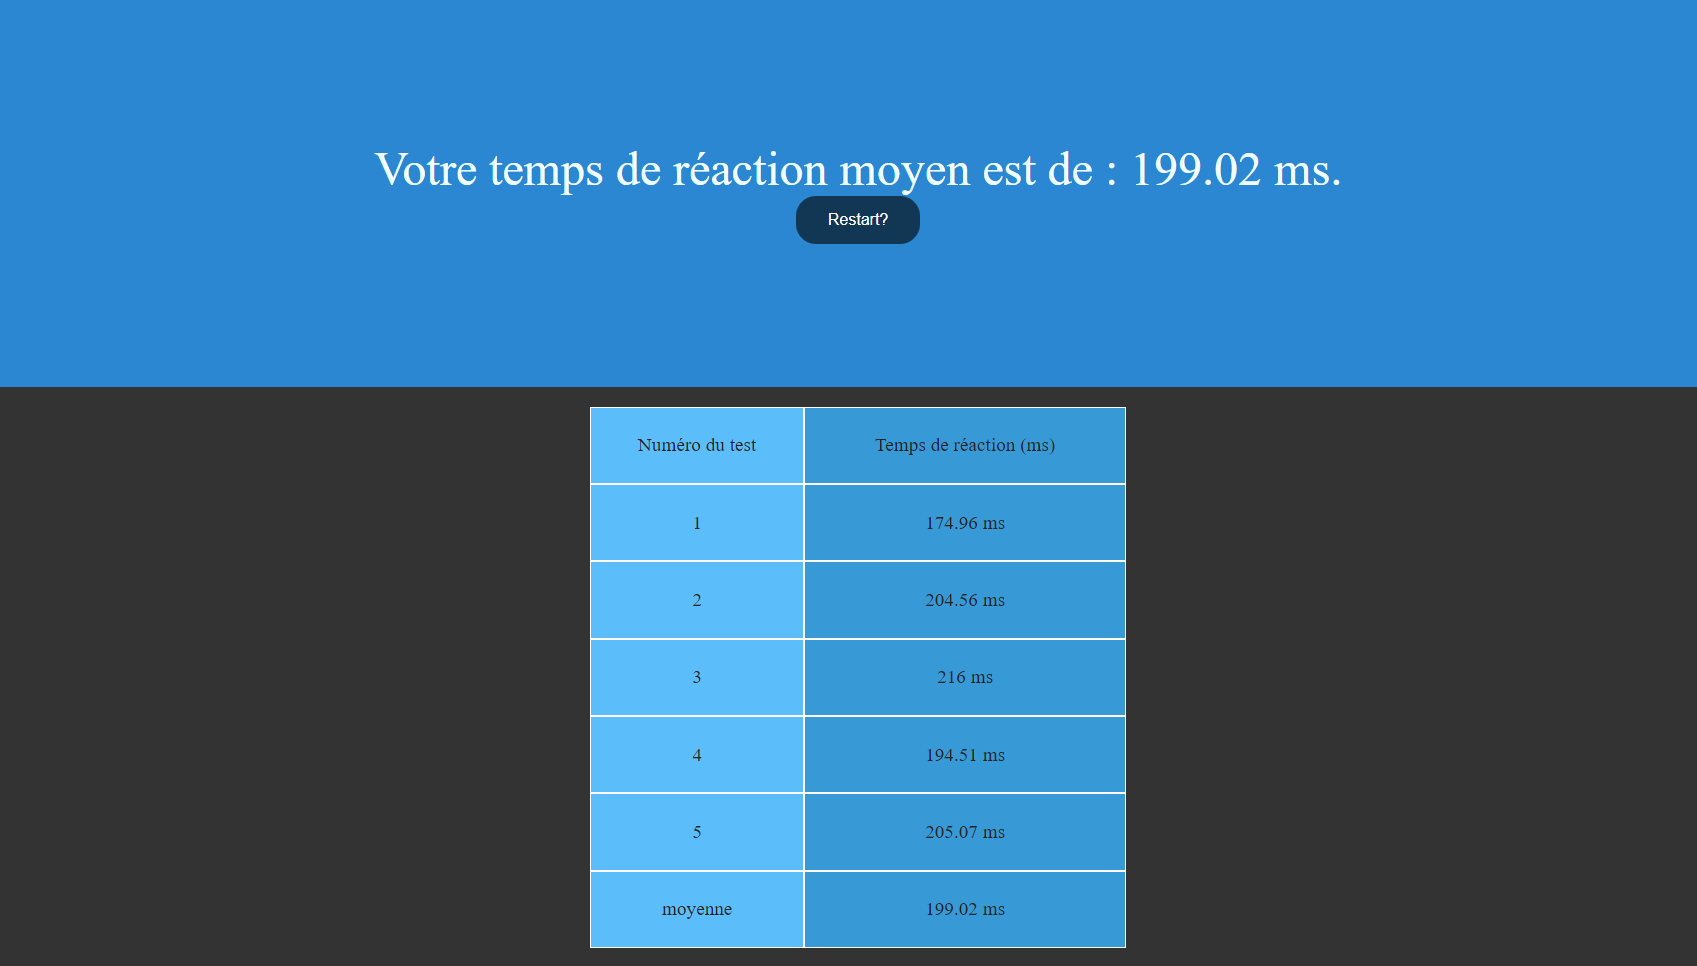 Votre temps de réaction moyen est de : 199.02 ms.
Restart?
Numéro du test Temps de réaction (ms)
1 174.96 ms
2 204.56 ms
3 216 ms
4 194.51 ms
5 205.07 ms
moyenne 199.02 ms